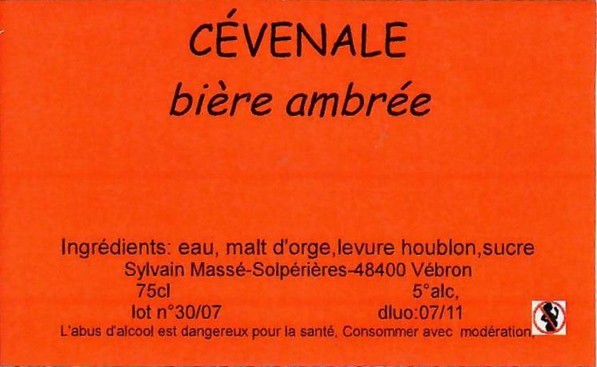 CÉVENALE
bière ambrée
Ingrédients: eau, malt d'orge,levure houblon,sucre
Sylvain Massé-Solpérières-48400 Vébron
75cl 5°alc,
lot n°30/07 dluo:07/11
L'abus d'alcool est dangereux pour la santé, Consommer avec modération,